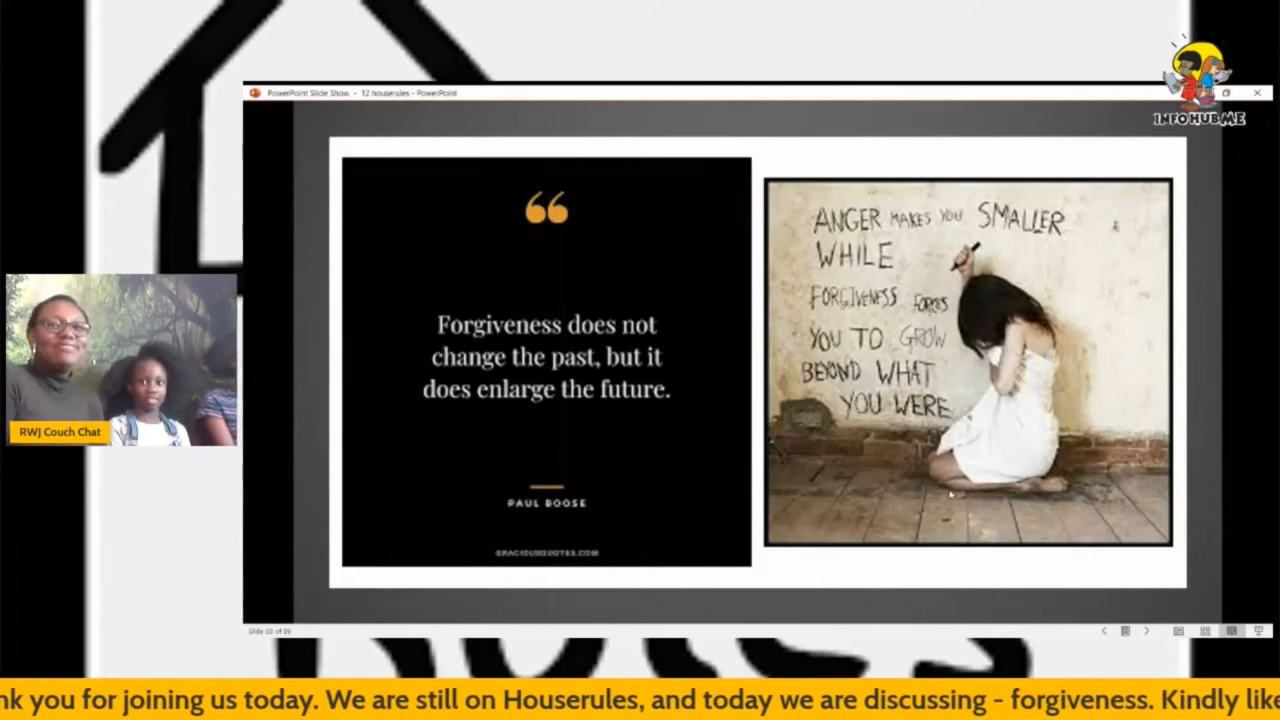 INFO HUB ME
PowerPoint Slide Show - 12 houserules - PowerPoint
Forgiveness does not
change the past, but it
does enlarge the future.
PAUL BOOSE
GRACIOUSQUOTES.COM
ANGER MAKES YOU SMALLER
WHILE
FORGIVENESS FORCES
YOU TO GROW
BEYOND WHAT
YOU WERE
RWJ Couch Chat
nk you for joining us today. We are still on Houserules, and today we are discussing - forgiveness. Kindly like